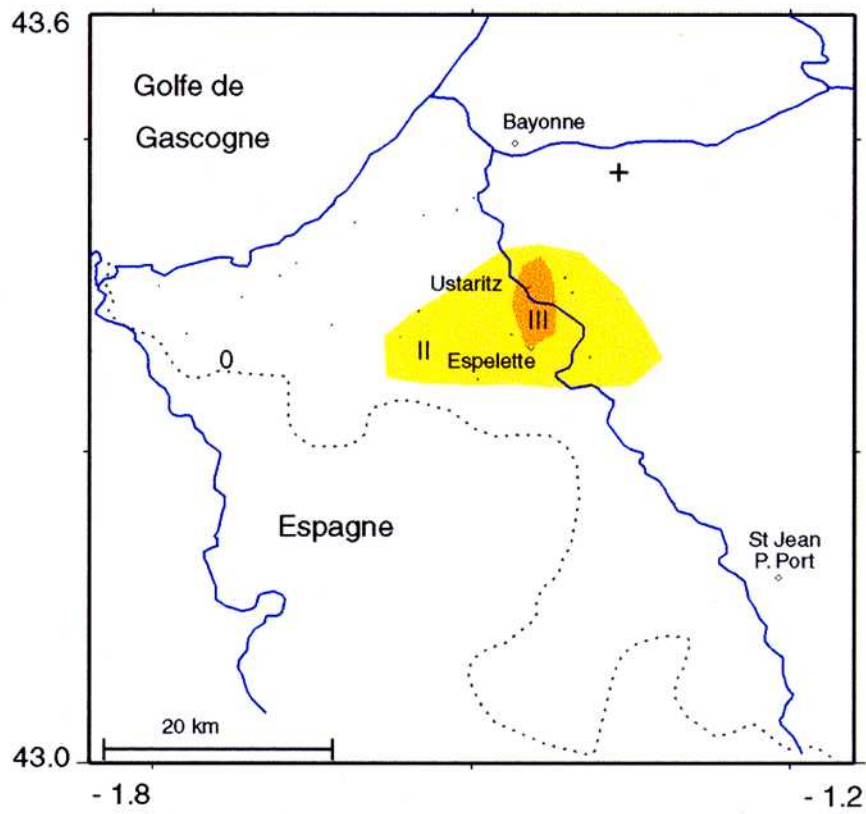 43.6
Golfe de
Gascogne
Bayonne
+
Ustaritz
III
II
0
Espelette
Espagne
St Jean
P. Port
20 km
43.0
- 1.8
- 1.2